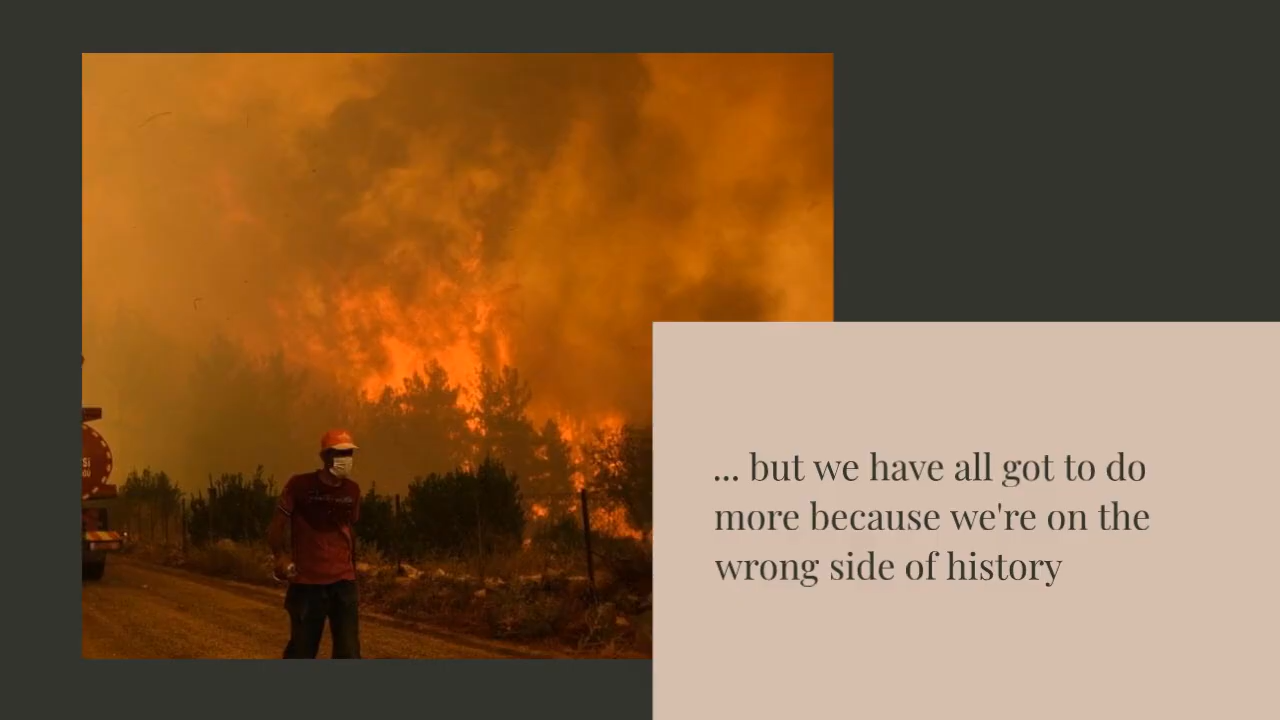 ... but we have all got to do
more because we're on the
wrong side of history